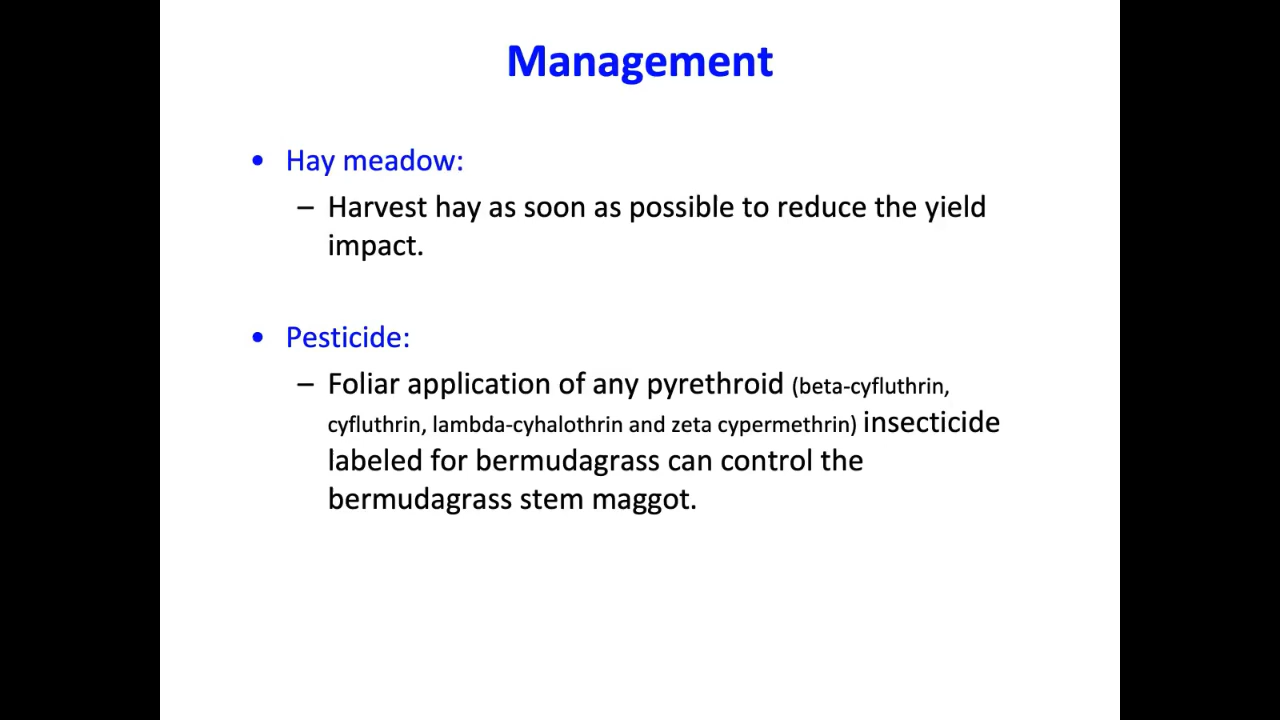 Management
• Hay meadow:
– Harvest hay as soon as possible to reduce the yield
impact.
• Pesticide:
– Foliar application of any pyrethroid (beta-cyfluthrin,
cyfluthrin, lambda-cyhalothrin and zeta cypermethrin) insecticide
labeled for bermudagrass can control the
bermudagrass stem maggot.